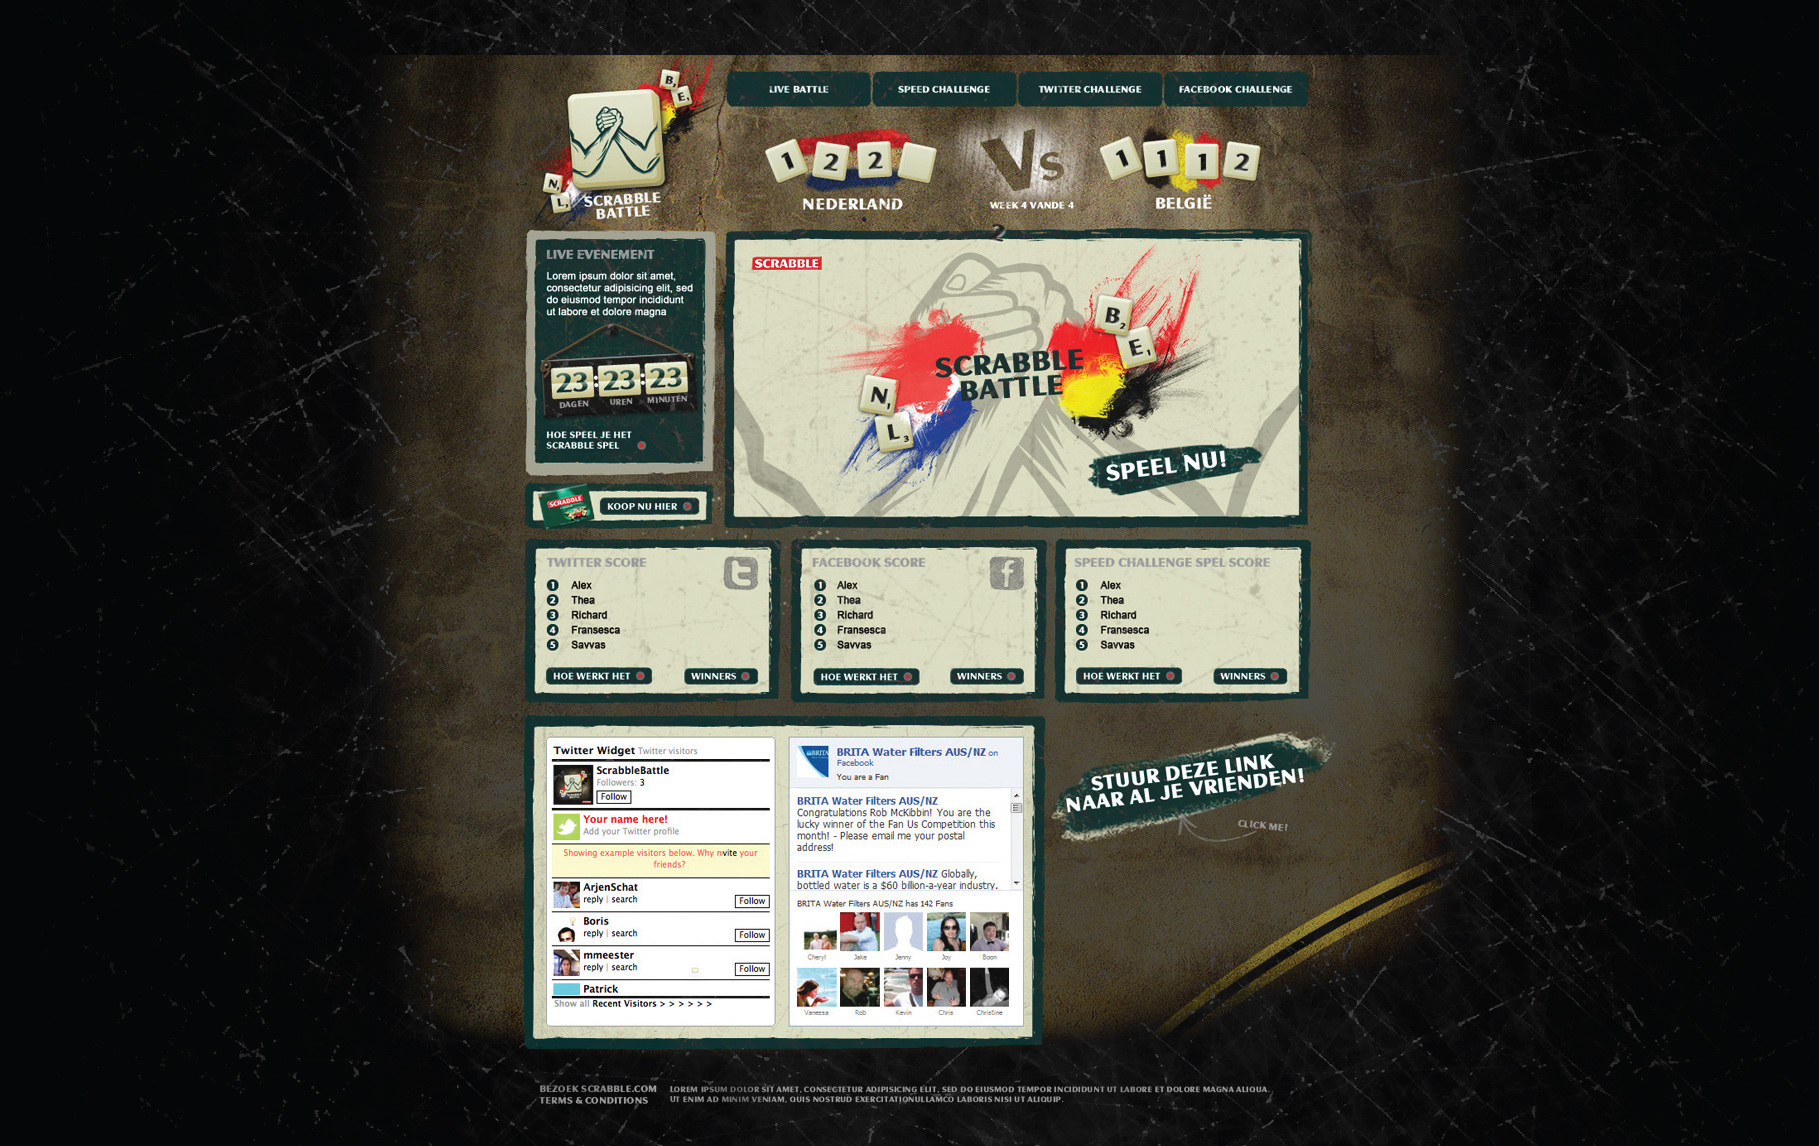 B2
E1
LIVE BATTLE
SPEED CHALLENGE
TWITTER CHALLENGE
FACEBOOK CHALLENGE
N1
L3
SCRABBLE
BATTLE
1 2 2
NEDERLAND
Vs
WEEK 4 VANDE 4
1 1 1 2
BELGIË
2
LIVE EVENEMENT
Lorem ipsum dolor sit amet,
consectetur adipisicing elit, sed
do eiusmod tempor incididunt
ut labore et dolore magna
23:23:23
DAGEN UREN MINUTEN
HOE SPEEL JE HET
SCRABBLE SPEL
SCRABBLE
KOOP NU HIER
SCRABBLE
B2
E1
SCRABBLE
BATTLE
N1
L3
SPEEL NU!
TWITTER SCORE
t
1 Alex
2 Thea
3 Richard
4 Fransesca
5 Savvas
HOE WERKT HET
WINNERS
FACEBOOK SCORE
f
1 Alex
2 Thea
3 Richard
4 Fransesca
5 Savvas
HOE WERKT HET
WINNERS
SPEED CHALLENGE SPEL SCORE
1 Alex
2 Thea
3 Richard
4 Fransesca
5 Savvas
HOE WERKT HET
WINNERS
Twitter Widget Twitter visitors
ScrabbleBattle
Followers: 3
Follow
Your name here!
Add your Twitter profile
Showing example visitors below. Why nvite your
friends?
ArjenSchat
reply | search
Follow
Boris
reply | search
Follow
mmeester
reply | search
Follow
Patrick
Show all Recent Visitors > > > > > >
BRITA
BRITA Water Filters AUS/NZ on
Facebook
You are a Fan
BRITA Water Filters AUS/NZ
Congratulations Rob McKibbin! You are the
lucky winner of the Fan Us Competition this
month! - Please email me your postal
address!
BRITA Water Filters AUS/NZ Globally,
bottled water is a $60 billion-a-year industry.
BRITA Water Filters AUS/NZ has 142 Fans
Cheryl Jake Jenny Joy Boon
Vanessa Rob Kevin Chris Christine
STUUR DEZE LINK
NAAR AL JE VRIENDEN!
CLICK ME!
BEZOEK SCRABBLE.COM
TERMS & CONDITIONS
LOREM IPSUM DOLOR SIT AMET, CONSECTETUR ADIPISICING ELIT, SED DO EIUSMOD TEMPOR INCIDIDUNT UT LABORE ET DOLORE MAGNA ALIQUA.
UT ENIM AD MINIM VENIAM, QUIS NOSTRUD EXERCITATIONULLAMCO LABORIS NISI UT ALIQUIP.